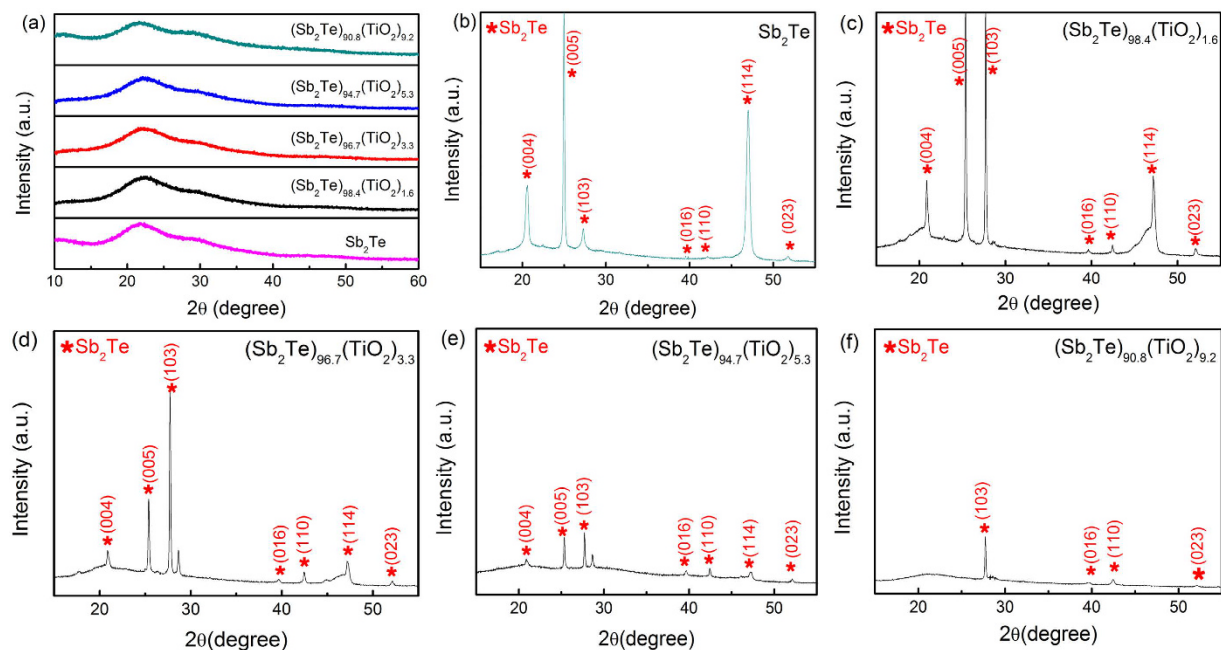 (a)
(Sb₂Te)₉₀.₈(TiO₂)₉.₂
(Sb₂Te)₉₄.₇(TiO₂)₅.₃
(Sb₂Te)₉₆.₇(TiO₂)₃.₃
(Sb₂Te)₉₈.₄(TiO₂)₁.₆
Sb₂Te
Intensity (a.u.)
10 20 30 40 50 60
2θ (degree)
(b)
*Sb₂Te
Sb₂Te
*(004)
*(005)
*(103)
*(016)
*(110)
*(114)
*(023)
Intensity (a.u.)
20 30 40 50
2θ (degree)
(c)
*Sb₂Te
(Sb₂Te)₉₈.₄(TiO₂)₁.₆
*(004)
*(005)
*(103)
*(016)
*(110)
*(114)
*(023)
Intensity (a.u.)
20 30 40 50
2θ (degree)
(d)
*Sb₂Te
(Sb₂Te)₉₆.₇(TiO₂)₃.₃
*(004)
*(005)
*(103)
*(016)
*(110)
*(114)
*(023)
Intensity (a.u.)
20 30 40 50
2θ(degree)
(e)
*Sb₂Te
(Sb₂Te)₉₄.₇(TiO₂)₅.₃
*(004)
*(005)
*(103)
*(016)
*(110)
*(114)
*(023)
Intensity (a.u.)
20 30 40 50
2θ(degree)
(f)
*Sb₂Te
(Sb₂Te)₉₀.₈(TiO₂)₉.₂
*(103)
*(016)
*(110)
*(023)
Intensity (a.u.)
20 30 40 50
2θ(degree)